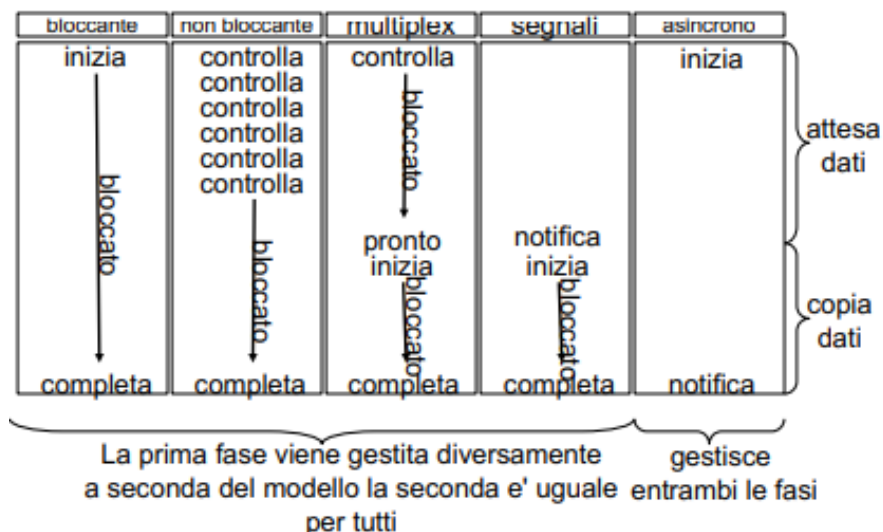 bloccante non bloccante multiplex segnali asincrono
inizia controlla controlla inizia
controlla
controlla
controlla
controlla
controlla
bloccato
bloccato
bloccato
attesa
dati
pronto notifica
inizia inizia
bloccato
bloccato
copia
dati
completa completa completa completa notifica
La prima fase viene gestita diversamente
a seconda del modello la seconda e' uguale
per tutti
gestisce
entrambi le fasi